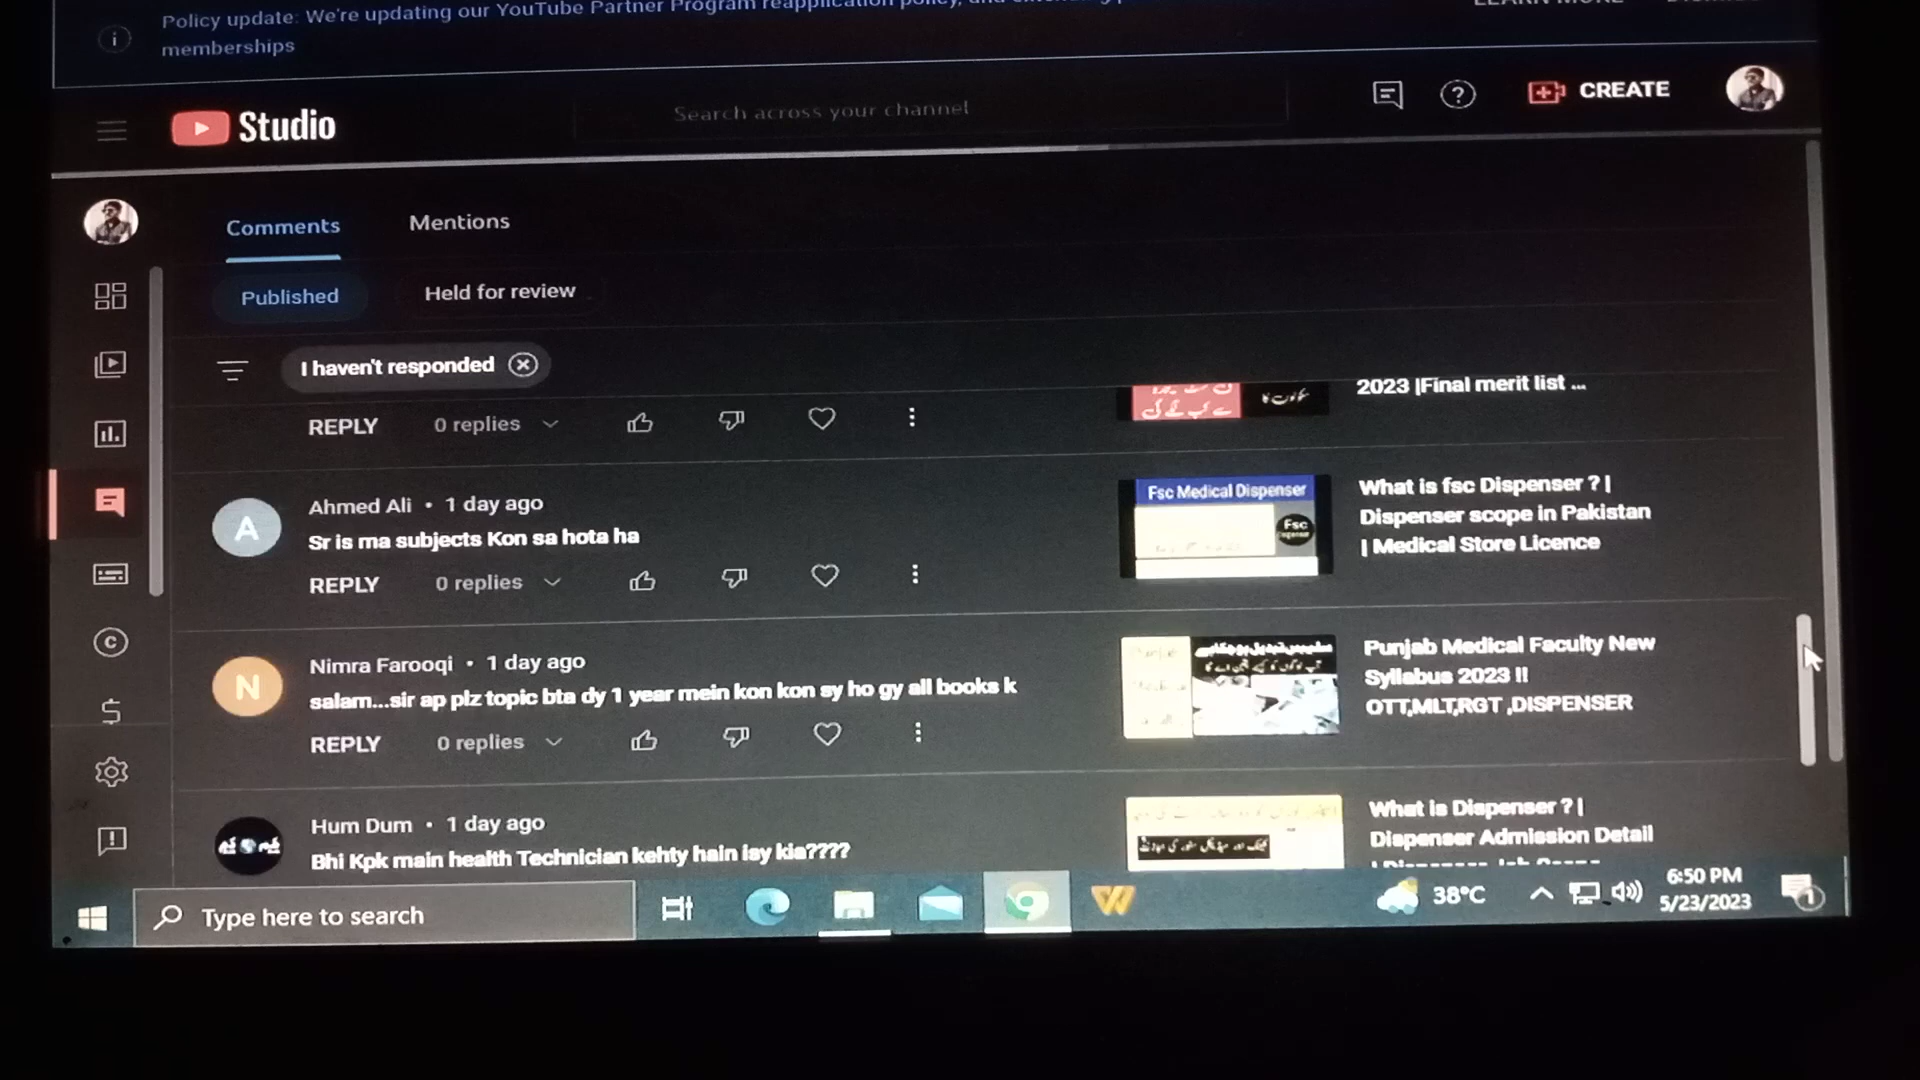 Policy update: We're updating our YouTube Partner Program reapplication policy, and
memberships
LEARN MORE
Studio
Search across your channel
?
CREATE
Comments
Mentions
Published
Held for review
I haven't responded
2023 |Final merit list ...
REPLY
0 replies
Fsc Medical Dispenser
Fsc
What is fsc Dispenser ? |
Dispenser scope in Pakistan
| Medical Store Licence
A
Ahmed Ali • 1 day ago
Sr is ma subjects Kon sa hota ha
REPLY
0 replies
N
Nimra Farooqi • 1 day ago
salam...sir ap plz topic bta dy 1 year mein kon kon sy ho gy all books k
REPLY
0 replies
Punjab Medical Faculty New
Syllabus 2023 !!
OTT,MLT,RGT ,DISPENSER
Hum Dum • 1 day ago
Bhi Kpk main health Technician kehty hain isy kia????
What is Dispenser ? |
Dispenser Admission Detail
| Dispenser Job Scope
Type here to search
38°C
6:50 PM
5/23/2023
1